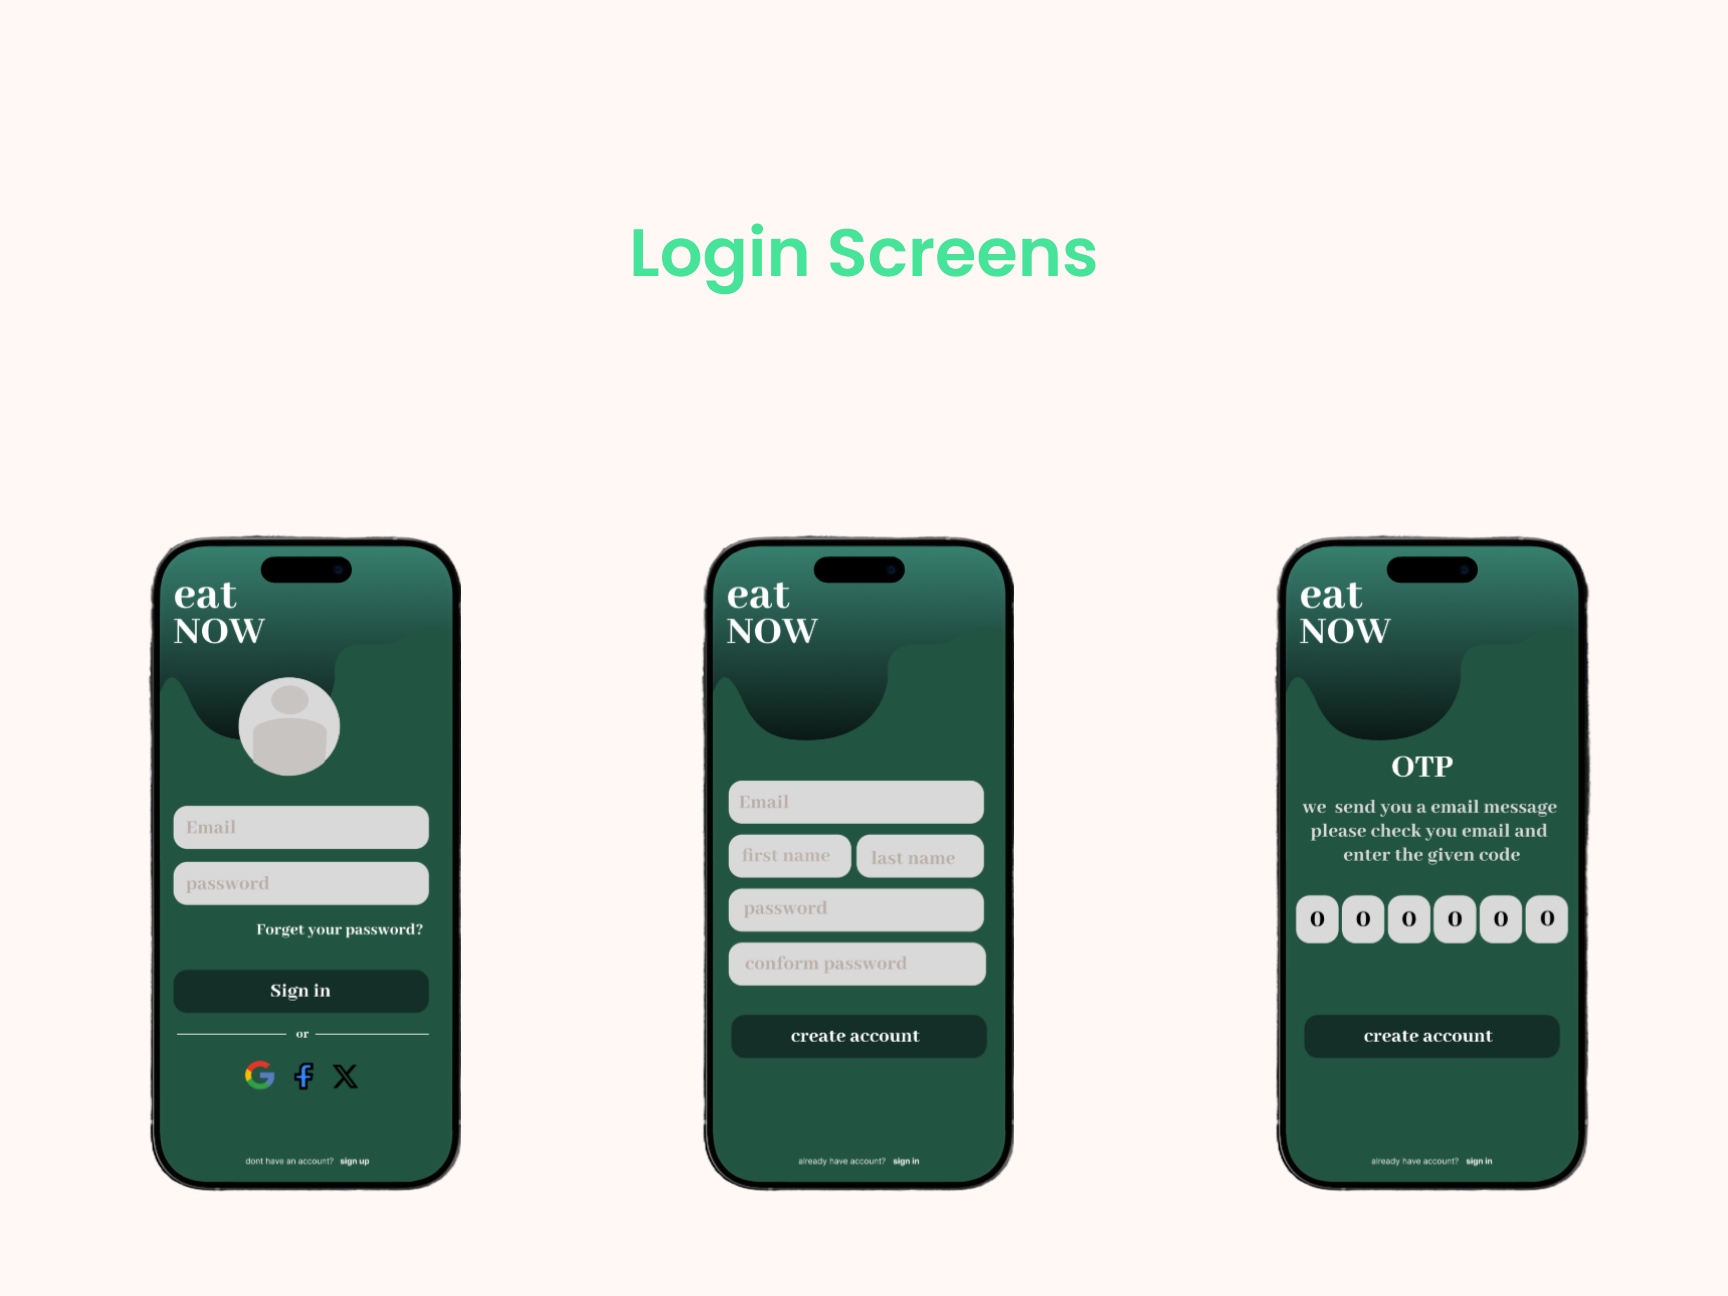 Login Screens
eat
NOW
Email
password
Forget your password?
Sign in
or
dont have an account? sign up
eat
NOW
Email
first name last name
password
conform password
create account
already have account? sign in
eat
NOW
OTP
we send you a email message
please check you email and
enter the given code
0 0 0 0 0 0
create account
already have account? sign in